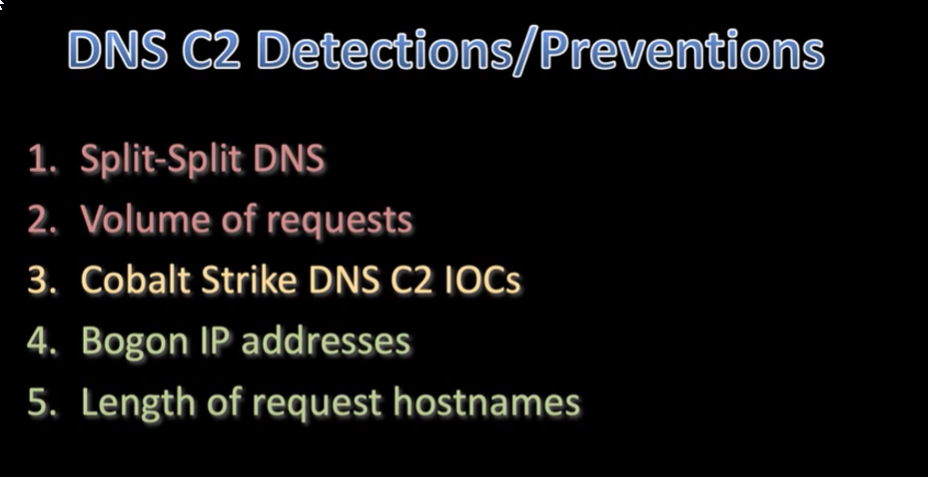 DNS C2 Detections/Preventions
1. Split-Split DNS
2. Volume of requests
3. Cobalt Strike DNS C2 IOCs
4. Bogon IP addresses
5. Length of request hostnames